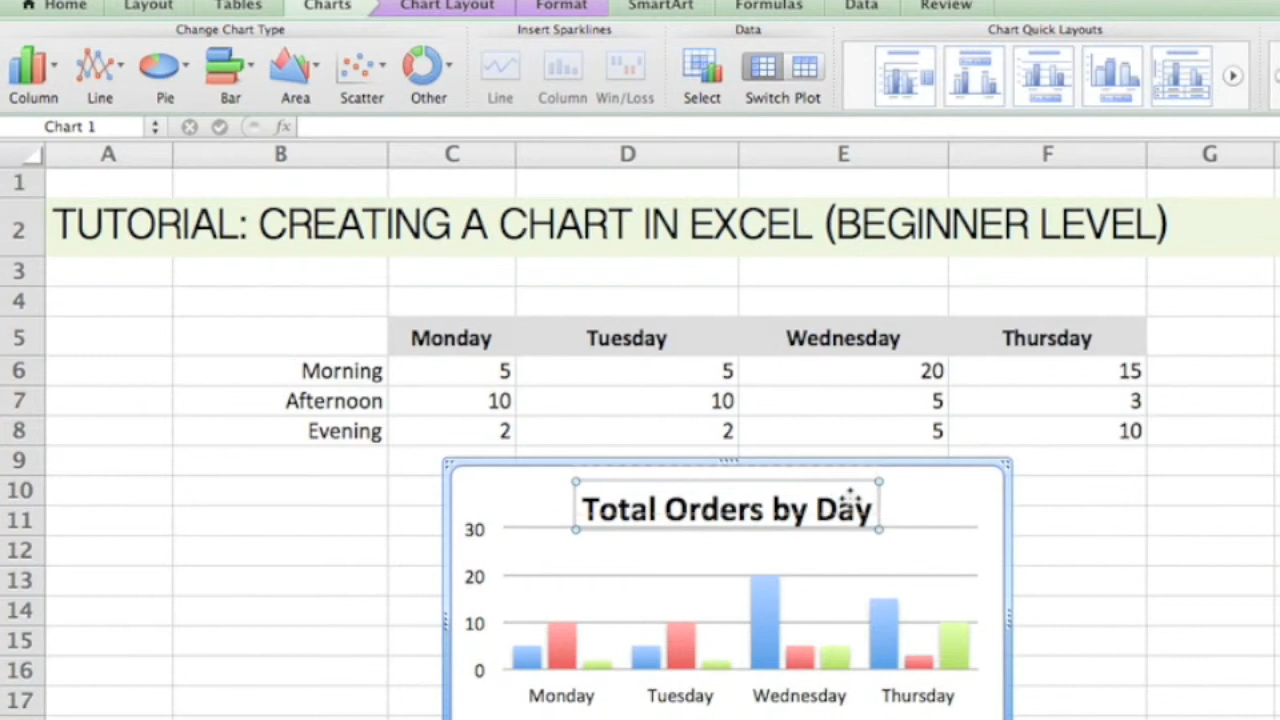 Home Layout Tables Charts Chart Layout Format SmartArt Formulas Data Review
Change Chart Type Insert Sparklines Data Chart Quick Layouts
Column Line Pie Bar Area Scatter Other Line Column Win/Loss Select Switch Plot
Chart 1 fx
A B C D E F G
1
2 TUTORIAL: CREATING A CHART IN EXCEL (BEGINNER LEVEL)
3
4
5 Monday Tuesday Wednesday Thursday
6 Morning 5 5 20 15
7 Afternoon 10 10 5 3
8 Evening 2 2 5 10
9
10
11
12
13
14
15
16
17
Total Orders by Day
30
20
10
0
Monday Tuesday Wednesday Thursday